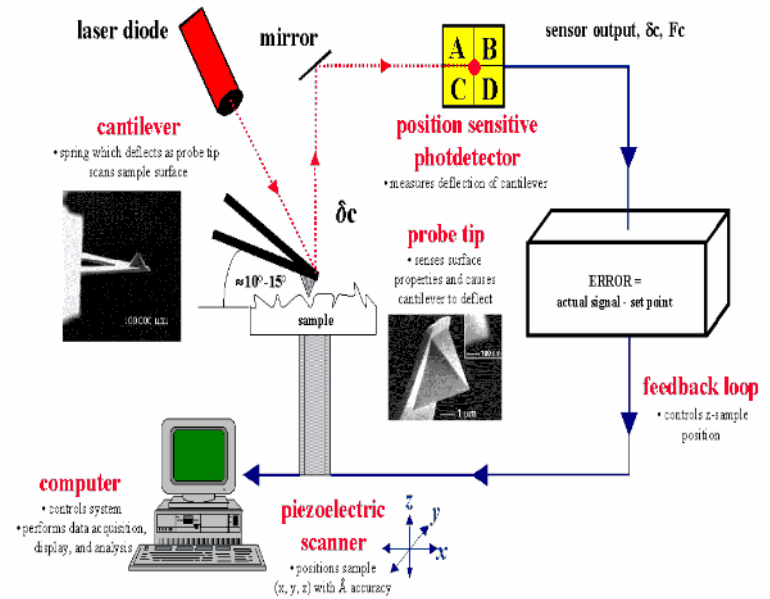 laser diode
mirror
A B
C D
sensor output, δc, Fc
cantilever
•spring which deflects as probe tip
scans sample surface
position sensitive
photdetector
•measures deflection of cantilever
δc
≈10°-15°
sample
probe tip
• senses surface
properties and causes
cantilever to deflect
1 μm
ERROR =
actual signal - set point
feedback loop
• controls z-sample
position
computer
• controls system
• performs data acquisition,
display, and analysis
piezoelectric
scanner
• positions sample
(x, y, z) with Å accuracy
z
y
x